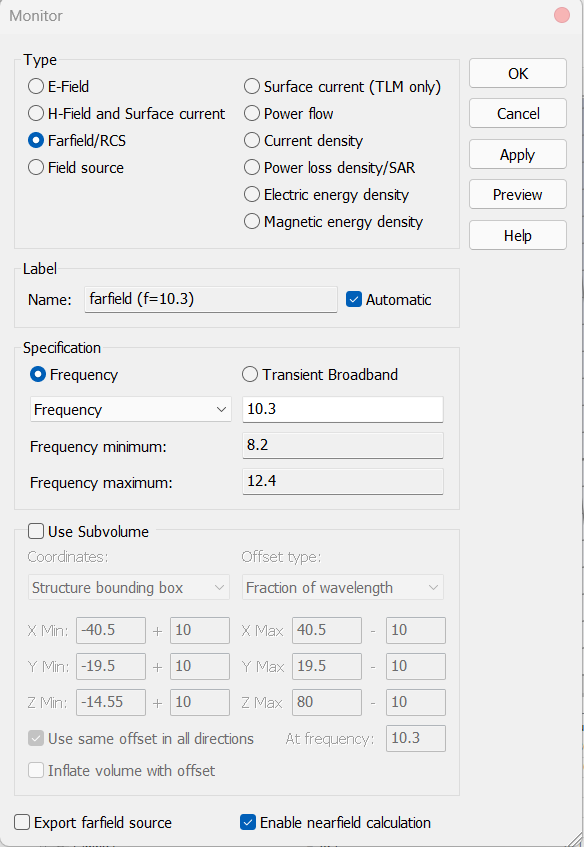 Monitor
Type
E-Field
H-Field and Surface current
Farfield/RCS
Field source
Surface current (TLM only)
Power flow
Current density
Power loss density/SAR
Electric energy density
Magnetic energy density
OK
Cancel
Apply
Preview
Help
Label
Name: farfield (f=10.3) Automatic
Specification
Frequency Transient Broadband
Frequency 10.3
Frequency minimum: 8.2
Frequency maximum: 12.4
Use Subvolume
Coordinates: Offset type:
Structure bounding box Fraction of wavelength
X Min: -40.5 + 10 X Max 40.5 - 10
Y Min: -19.5 + 10 Y Max 19.5 - 10
Z Min: -14.55 + 10 Z Max 80 - 10
Use same offset in all directions At frequency: 10.3
Inflate volume with offset
Export farfield source Enable nearfield calculation